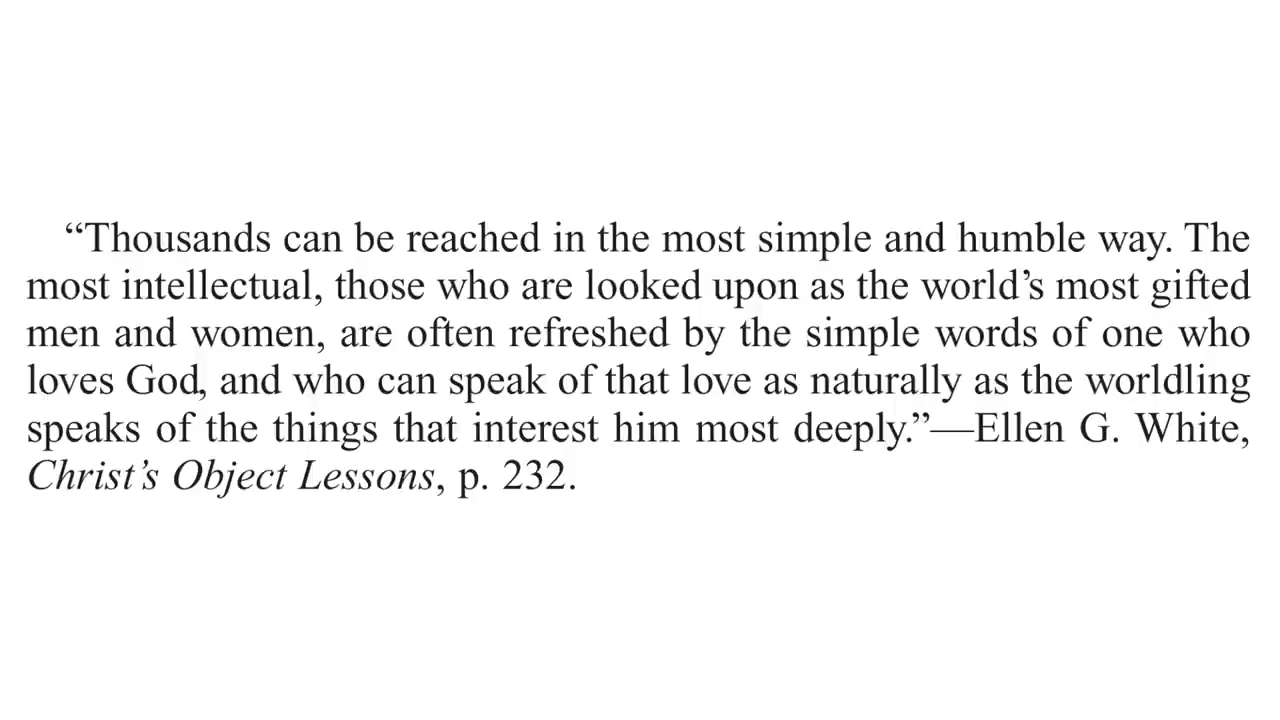 “Thousands can be reached in the most simple and humble way. The
most intellectual, those who are looked upon as the world’s most gifted
men and women, are often refreshed by the simple words of one who
loves God, and who can speak of that love as naturally as the worldling
speaks of the things that interest him most deeply.”—Ellen G. White,
Christ’s Object Lessons, p. 232.